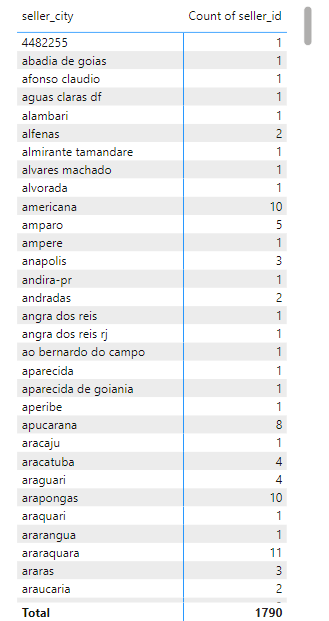 seller_city Count of seller_id
4482255 1
abadia de goias 1
afonso claudio 1
aguas claras df 1
alambari 1
alfenas 2
almirante tamandare 1
alvares machado 1
alvorada 1
americana 10
amparo 5
ampere 1
anapolis 3
andira-pr 1
andradas 2
angra dos reis 1
angra dos reis rj 1
ao bernardo do campo 1
aparecida 1
aparecida de goiania 1
aperibe 1
apucarana 8
aracaju 1
aracatuba 4
araguari 4
arapongas 10
araquari 1
ararangua 1
araraquara 11
araras 3
araucaria 2
Total 1790